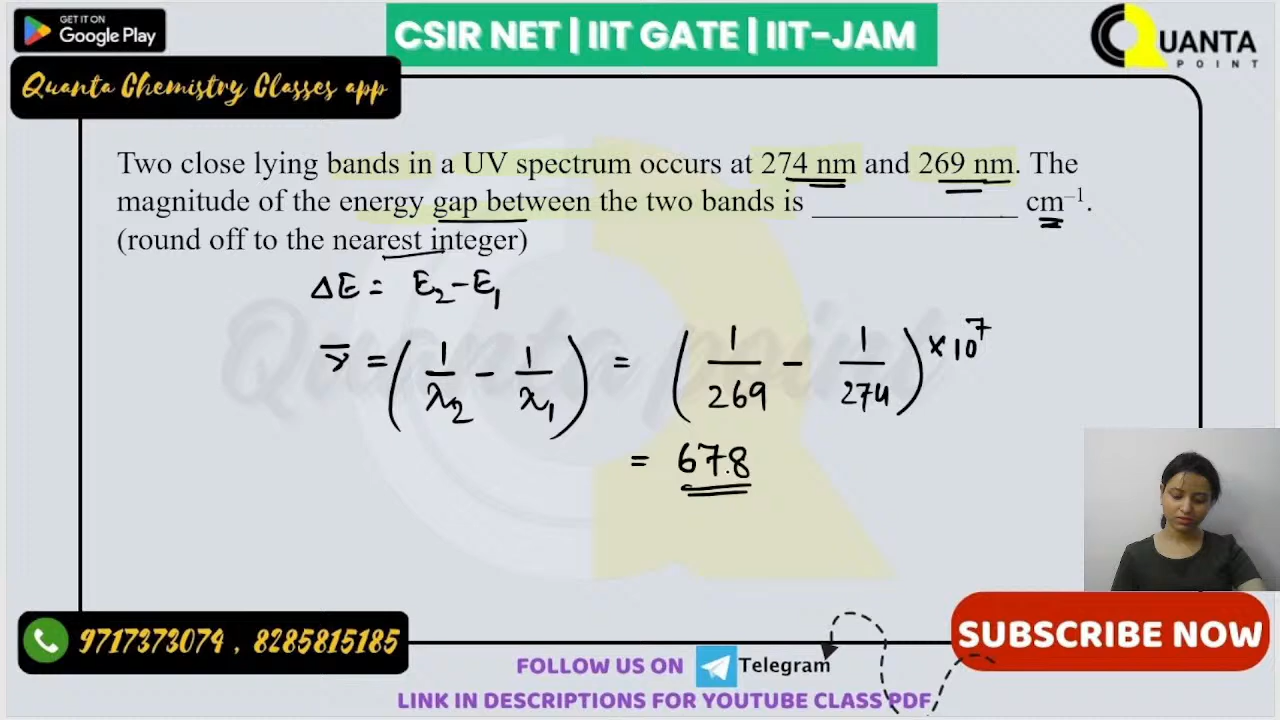 GET IT ON
Google Play
CSIR NET | IIT GATE | IIT-JAM
QUANTA
POINT
Quanta Chemistry Classes app
Two close lying bands in a UV spectrum occurs at 274 nm and 269 nm. The
magnitude of the energy gap between the two bands is ______________ cm⁻¹.
(round off to the nearest integer)
ΔE = E₂ - E₁
ν̅ = (1/λ₂ - 1/λ₁) = (1/269 - 1/274) × 10⁷
= 678
Quanta point
9717373074 , 8285815185
SUBSCRIBE NOW
FOLLOW US ON Telegram
LINK IN DESCRIPTIONS FOR YOUTUBE CLASS PDF